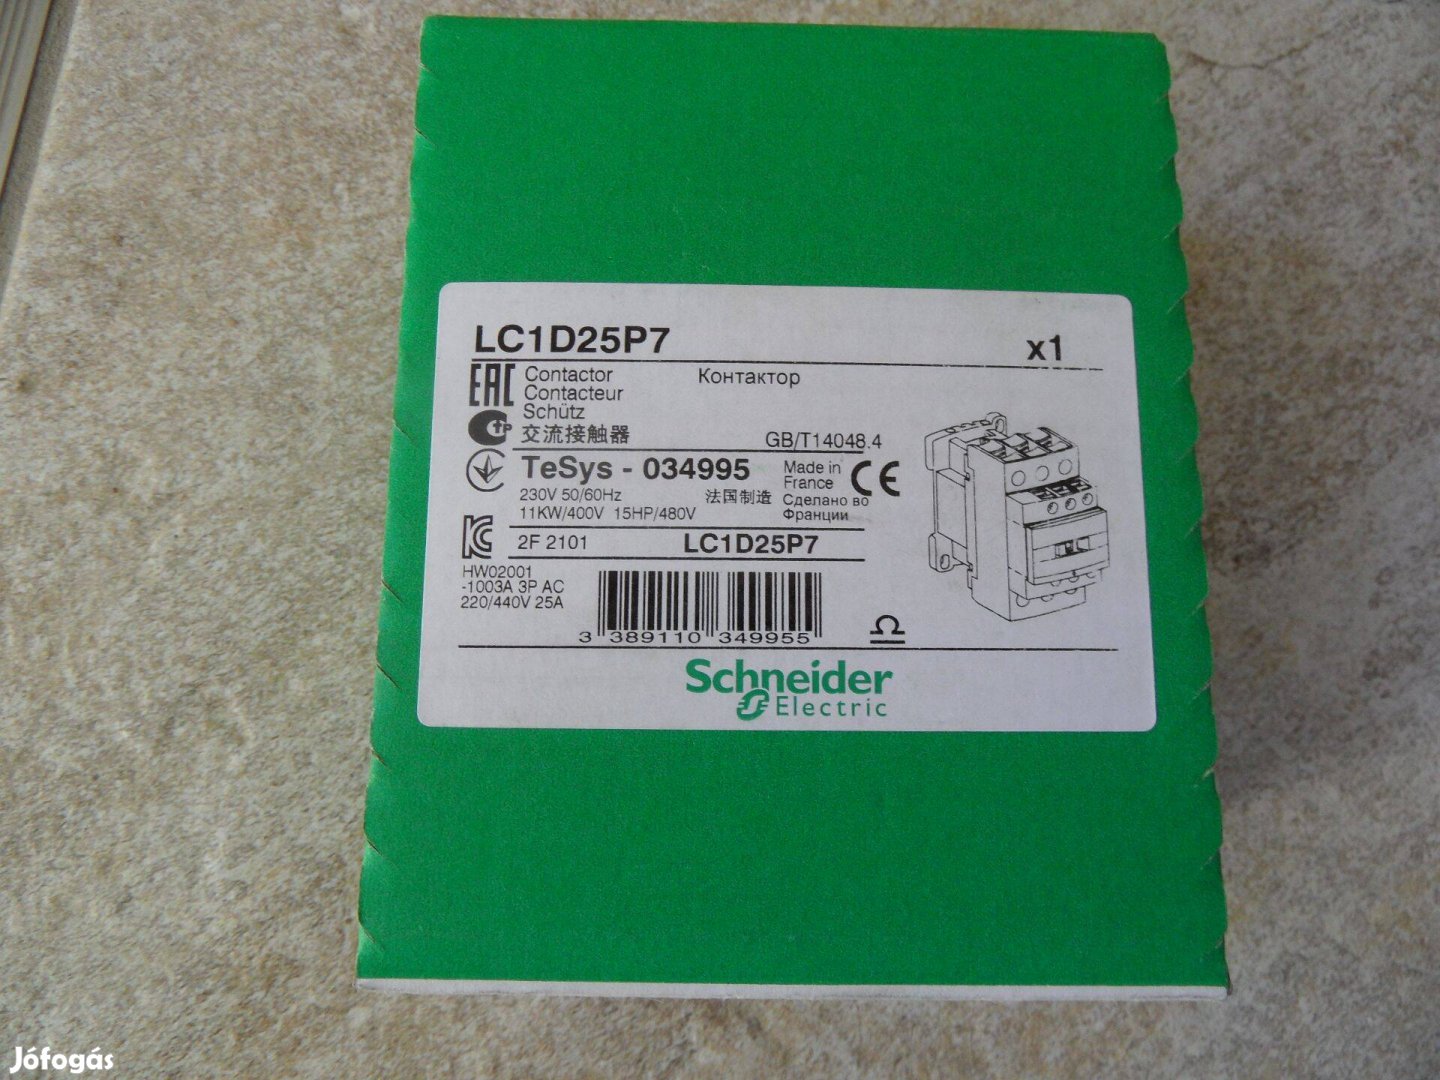 LC1D25P7 x1
EAC Contactor Контактор
Contacteur
Schütz
交流接触器 GB/T14048.4
TeSys - 034995 Made in France CE
230V 50/60Hz 法国制造 Сделано во
11KW/400V 15HP/480V Франции
2F 2101 LC1D25P7
HW02001
-1003A 3P AC
220/440V 25A
3 389110 349955
Schneider
Electric
Jófogás